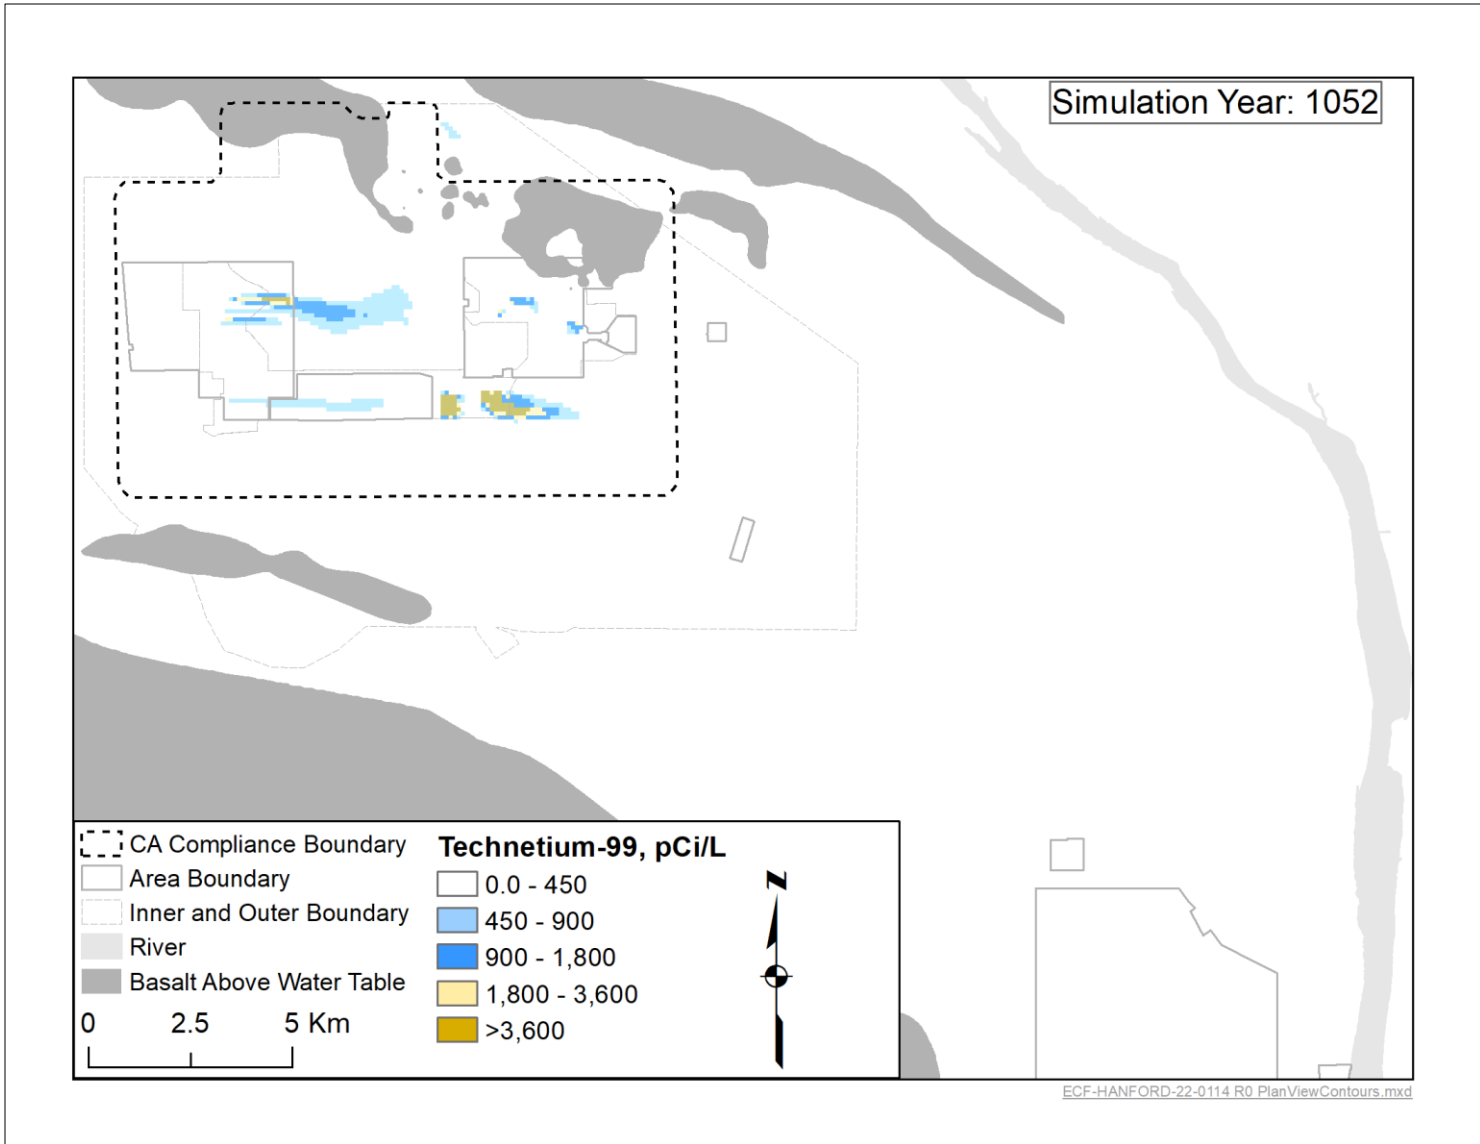 Simulation Year: 1052
CA Compliance Boundary
Area Boundary
Inner and Outer Boundary
River
Basalt Above Water Table
0 2.5 5 Km
Technetium-99, pCi/L
0.0 - 450
450 - 900
900 - 1,800
1,800 - 3,600
>3,600
N
ECF-HANFORD-22-0114 R0 PlanViewContours.mxd